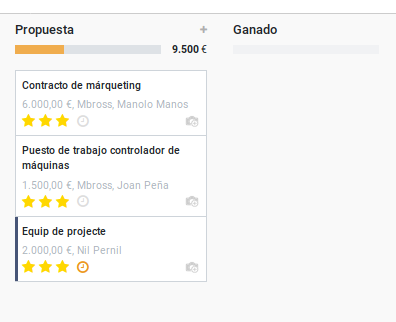 Propuesta + Ganado
9.500 €
Contracto de márqueting
6.000,00 €, Mbross, Manolo Manos
Puesto de trabajo controlador de
máquinas
1.500,00 €, Mbross, Joan Peña
Equip de projecte
2.000,00 €, Nil Pernil